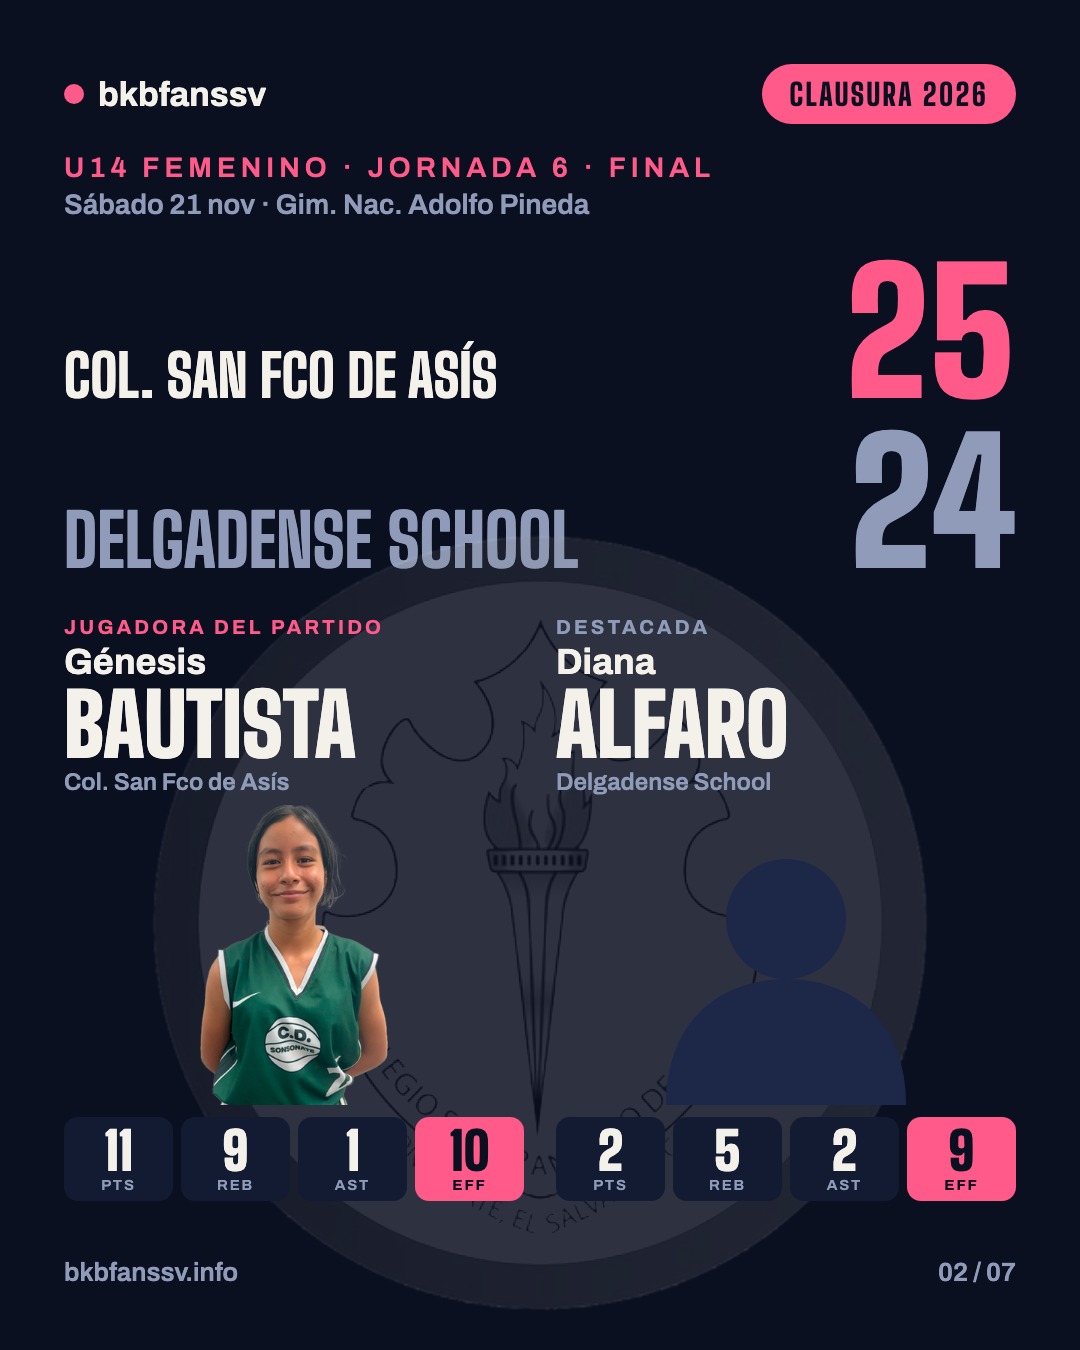 bkbfanssv
CLAUSURA 2026
U14 FEMENINO · JORNADA 6 · FINAL
Sábado 21 nov · Gim. Nac. Adolfo Pineda
COL. SAN FCO DE ASÍS
25
DELGADENSE SCHOOL
24
JUGADORA DEL PARTIDO
Génesis
BAUTISTA
Col. San Fco de Asís
DESTACADA
Diana
ALFARO
Delgadense School
C.D.
SONSONATE
11
PTS
9
REB
1
AST
10
EFF
2
PTS
5
REB
2
AST
9
EFF
bkbfanssv.info
02 / 07